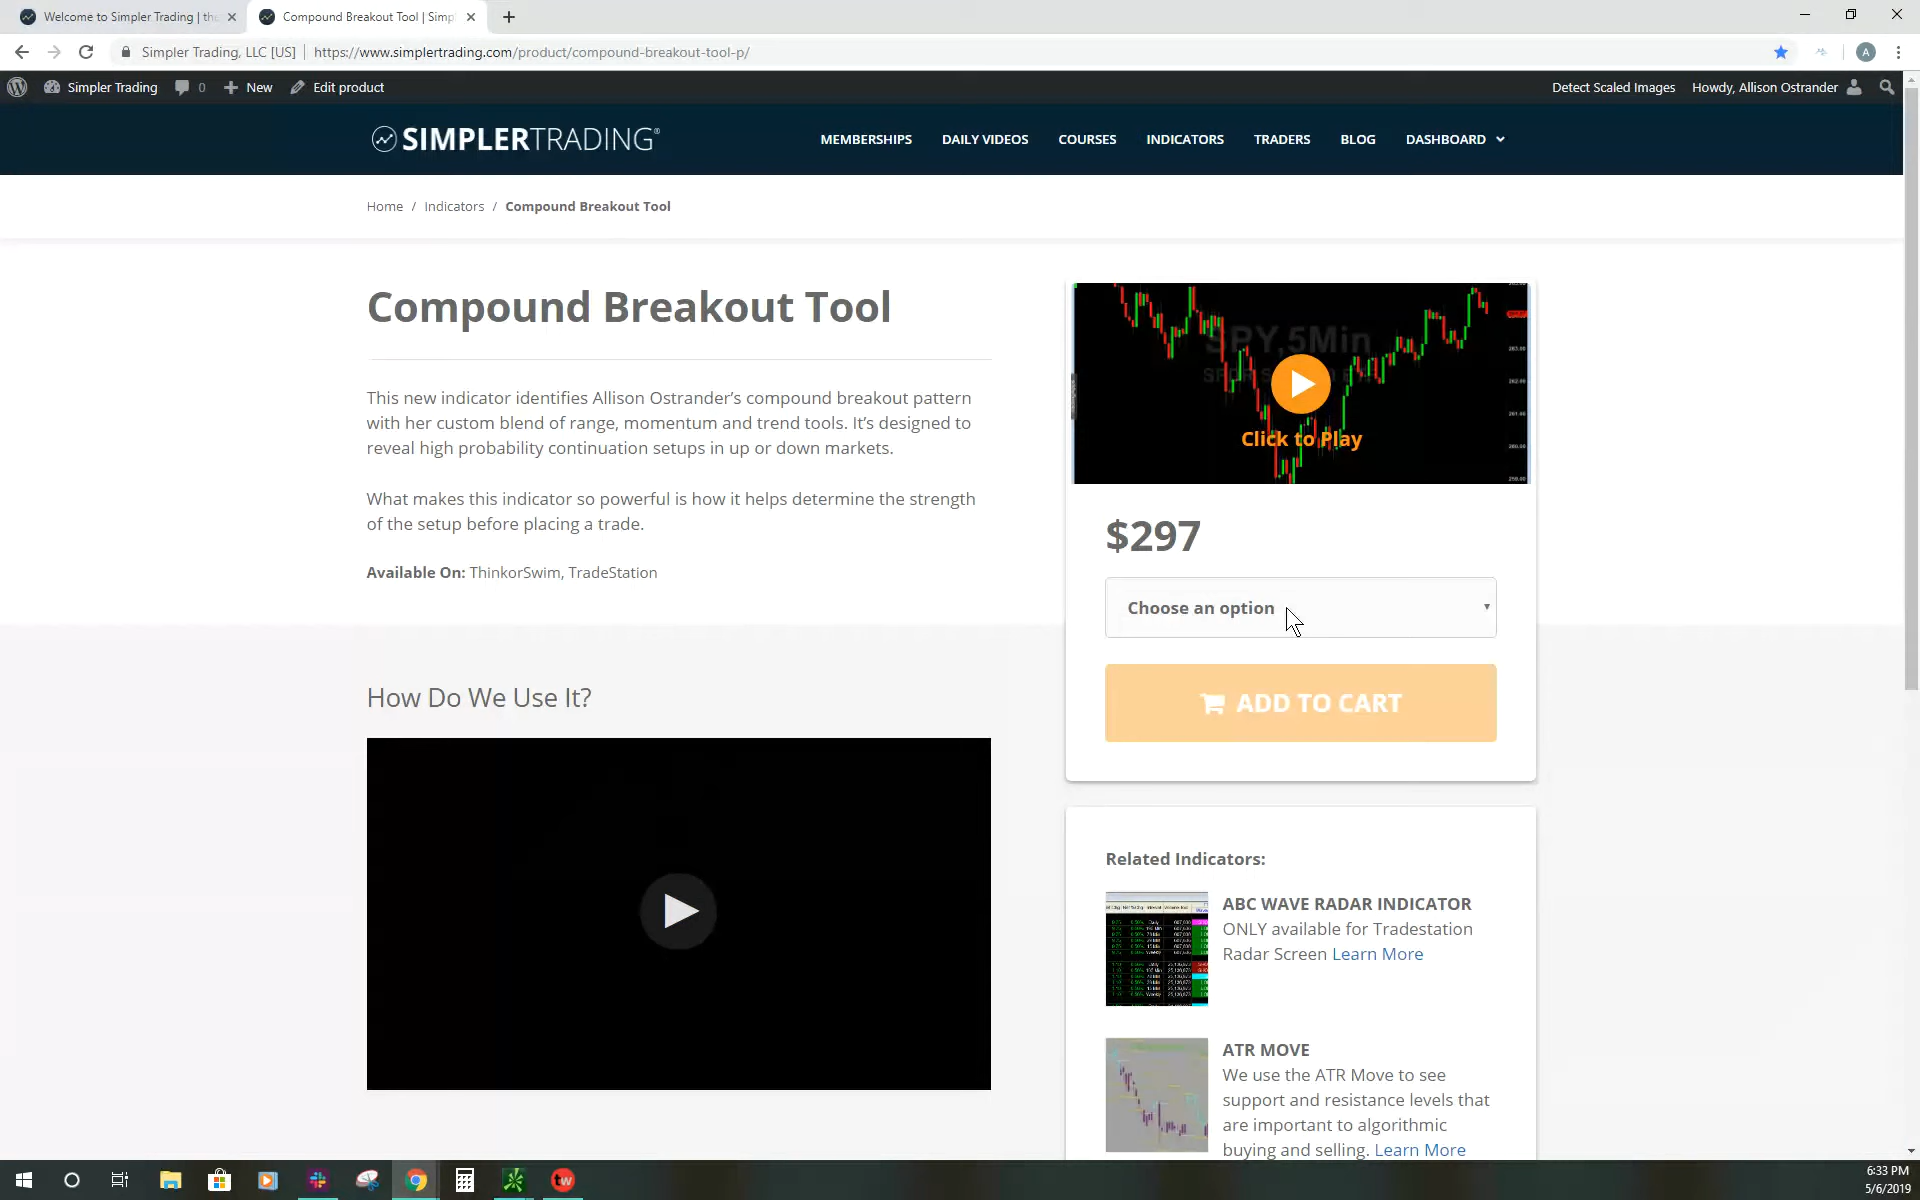 Welcome to Simpler Trading | the
Compound Breakout Tool | Simp
Simpler Trading, LLC [US]
https://www.simplertrading.com/product/compound-breakout-tool-p/
A
Simpler Trading
0
New
Edit product
Detect Scaled Images
Howdy, Allison Ostrander
SIMPLERTRADING®
MEMBERSHIPS
DAILY VIDEOS
COURSES
INDICATORS
TRADERS
BLOG
DASHBOARD
Home / Indicators / Compound Breakout Tool
Compound Breakout Tool
This new indicator identifies Allison Ostrander’s compound breakout pattern
with her custom blend of range, momentum and trend tools. It’s designed to
reveal high probability continuation setups in up or down markets.
What makes this indicator so powerful is how it helps determine the strength
of the setup before placing a trade.
Available On: ThinkorSwim, TradeStation
SPY,5Min
Click to Play
$297
Choose an option
ADD TO CART
How Do We Use It?
Related Indicators:
ABC WAVE RADAR INDICATOR
ONLY available for Tradestation
Radar Screen Learn More
ATR MOVE
We use the ATR Move to see
support and resistance levels that
are important to algorithmic
buying and selling. Learn More
tw
6:33 PM
5/6/2019